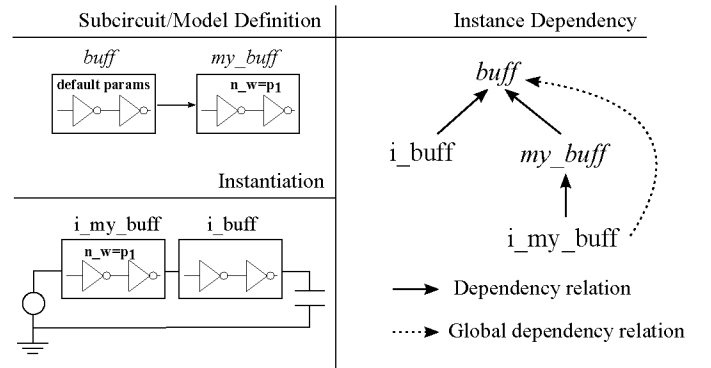 Subcircuit/Model Definition
buff
my_buff
default params
n_w=p1
Instantiation
i_my_buff
i_buff
n_w=p1
Instance Dependency
buff
i_buff
my_buff
i_my_buff
Dependency relation
Global dependency relation